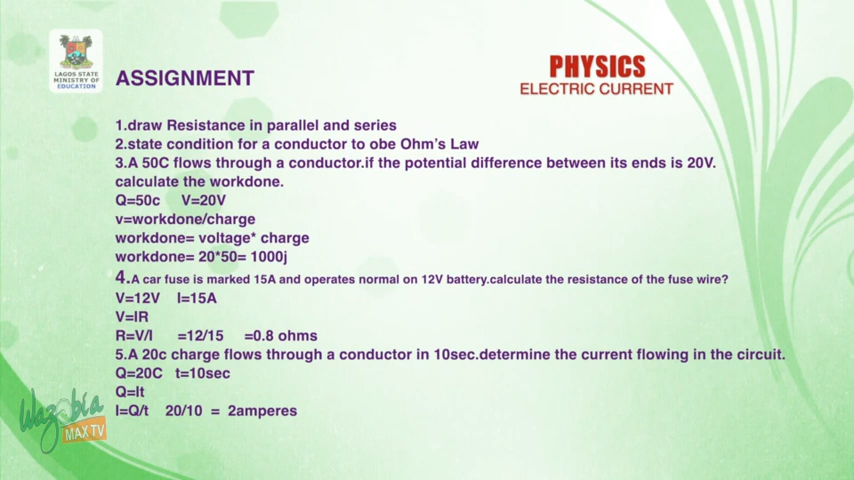 LAGOS STATE
MINISTRY OF
EDUCATION
ASSIGNMENT
PHYSICS
ELECTRIC CURRENT
1.draw Resistance in parallel and series
2.state condition for a conductor to obe Ohm's Law
3.A 50C flows through a conductor.if the potential difference between its ends is 20V.
calculate the workdone.
Q=50c V=20V
v=workdone/charge
workdone= voltage* charge
workdone= 20*50= 1000j
4.A car fuse is marked 15A and operates normal on 12V battery.calculate the resistance of the fuse wire?
V=12V I=15A
V=IR
R=V/I =12/15 =0.8 ohms
5.A 20c charge flows through a conductor in 10sec.determine the current flowing in the circuit.
Q=20C t=10sec
Q=It
I=Q/t 20/10 = 2amperes
Wazobia
MAX TV